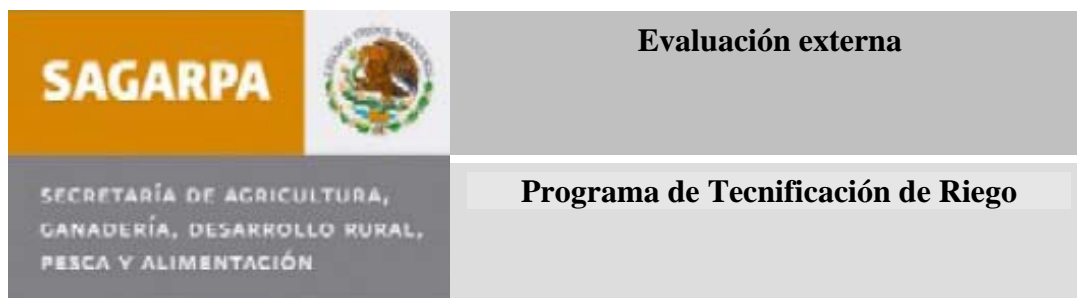 SAGARPA
SECRETARÍA DE AGRICULTURA,
GANADERÍA, DESARROLLO RURAL,
PESCA Y ALIMENTACIÓN
Evaluación externa
Programa de Tecnificación de Riego